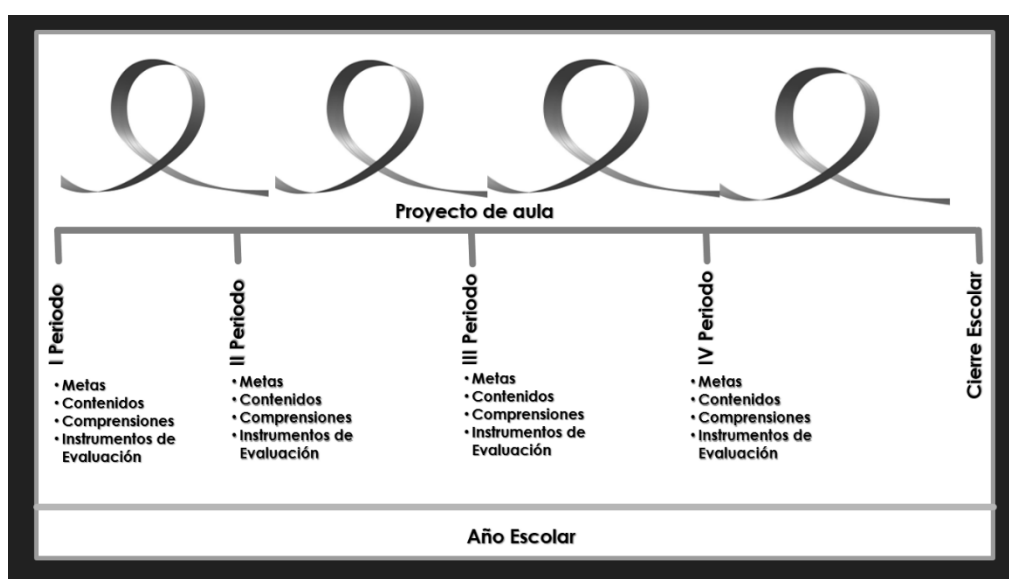 Proyecto de aula
I Periodo
• Metas
• Contenidos
• Comprensiones
• Instrumentos de
Evaluación
II Periodo
• Metas
• Contenidos
• Comprensiones
• Instrumentos de
Evaluación
III Periodo
• Metas
• Contenidos
• Comprensiones
• Instrumentos de
Evaluación
IV Periodo
• Metas
• Contenidos
• Comprensiones
• Instrumentos de
Evaluación
Cierre Escolar
Año Escolar